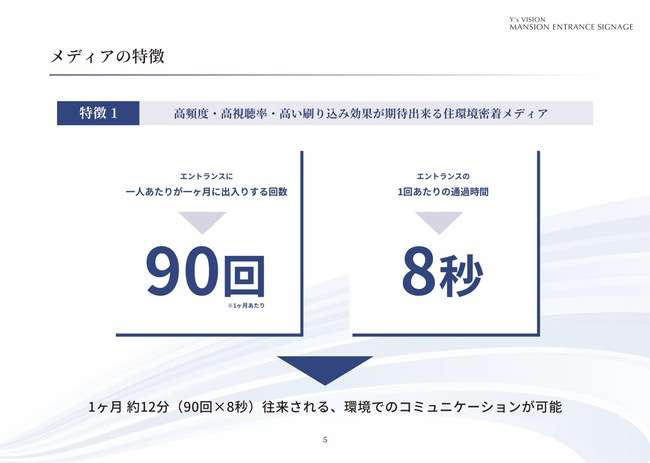 Y's VISION
MANSION ENTRANCE SIGNAGE
メディアの特徴
特徴 1
高頻度・高視聴率・高い刷り込み効果が期待出来る住環境密着メディア
エントランスに
一人あたりが一ヶ月に出入りする回数
90回
※1ヶ月あたり
エントランスの
1回あたりの通過時間
8秒
1ヶ月 約12分（90回×8秒）往来される、環境でのコミュニケーションが可能
5